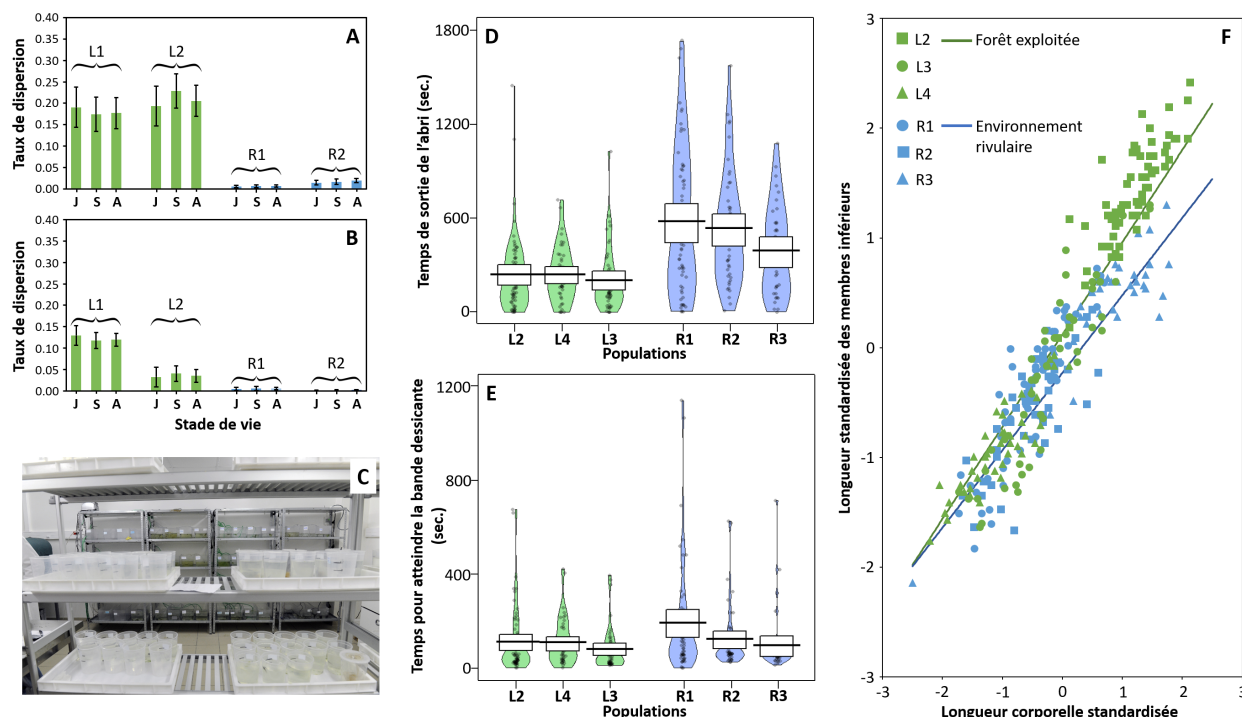 A
Taux de dispersion
0.40
0.35
0.30
0.25
0.20
0.15
0.10
0.05
0.00
L1
L2
R1
R2
J S A J S A J S A J S A
B
Taux de dispersion
0.40
0.35
0.30
0.25
0.20
0.15
0.10
0.05
0.00
L1
L2
R1
R2
J S A J S A J S A J S A
Stade de vie
C
D
Temps de sortie de l'abri (sec.)
1800
1200
600
0
L2 L4 L3 R1 R2 R3
Populations
E
Temps pour atteindre la bande dessicante
(sec.)
1200
800
400
0
L2 L4 L3 R1 R2 R3
Populations
F
Longueur standardisée des membres inférieurs
3
2
1
0
-1
-2
-3
L2 Forêt exploitée
L3
L4
R1 Environnement
rivulaire
R2
R3
-3 -2 -1 0 1 2 3
Longueur corporelle standardisée